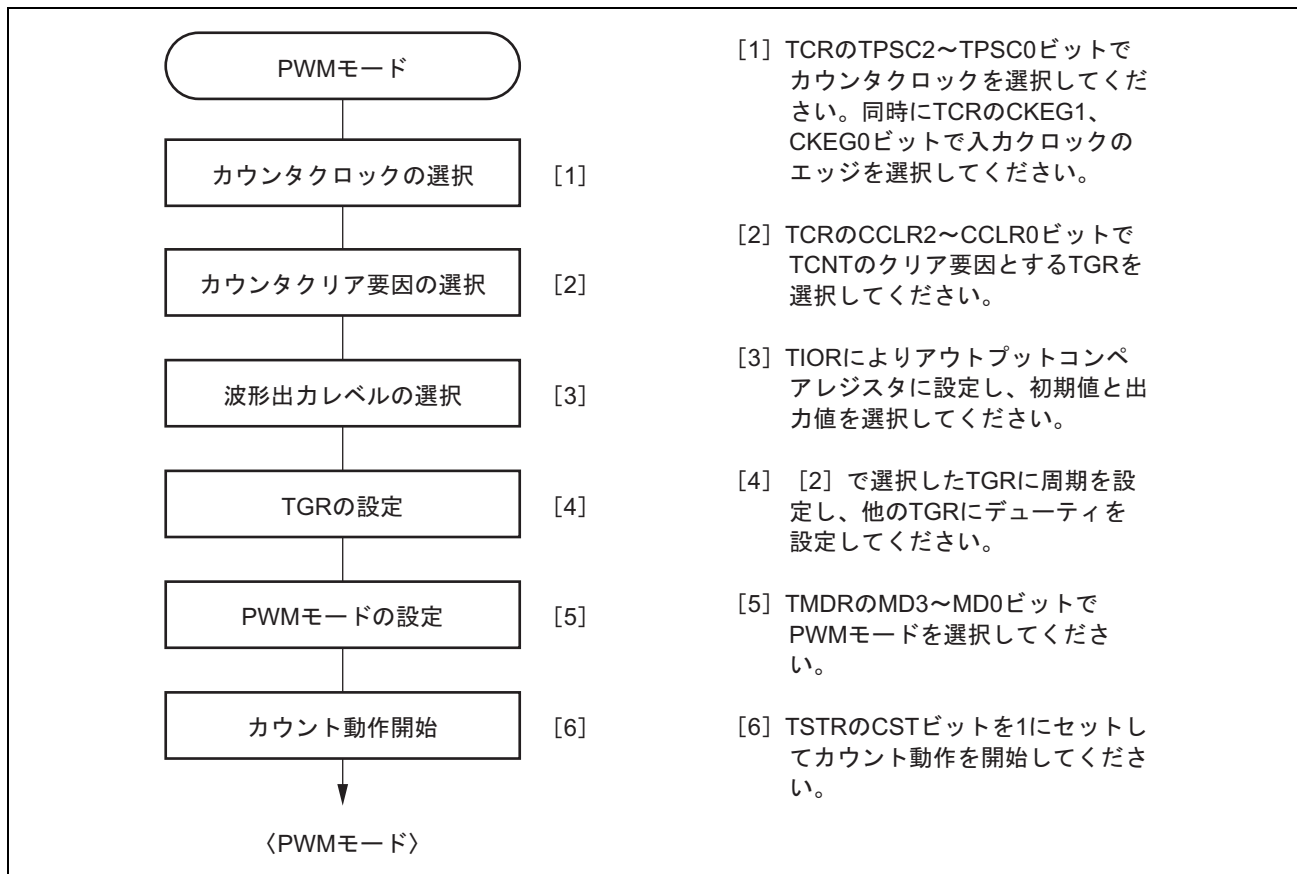 PWMモード
カウンタクロックの選択 [1]
カウンタクリア要因の選択 [2]
波形出力レベルの選択 [3]
TGRの設定 [4]
PWMモードの設定 [5]
カウント動作開始 [6]
〈PWMモード〉
[1] TCRのTPSC2～TPSC0ビットで
カウンタクロックを選択してくだ
さい。同時にTCRのCKEG1、
CKEG0ビットで入力クロックの
エッジを選択してください。
[2] TCRのCCLR2～CCLR0ビットで
TCNTのクリア要因とするTGRを
選択してください。
[3] TIORによりアウトプットコンペ
アレジスタに設定し、初期値と出
力値を選択してください。
[4] [2]で選択したTGRに周期を設
定し、他のTGRにデューティを
設定してください。
[5] TMDRのMD3～MD0ビットで
PWMモードを選択してくださ
い。
[6] TSTRのCSTビットを1にセットし
てカウント動作を開始してくださ
い。